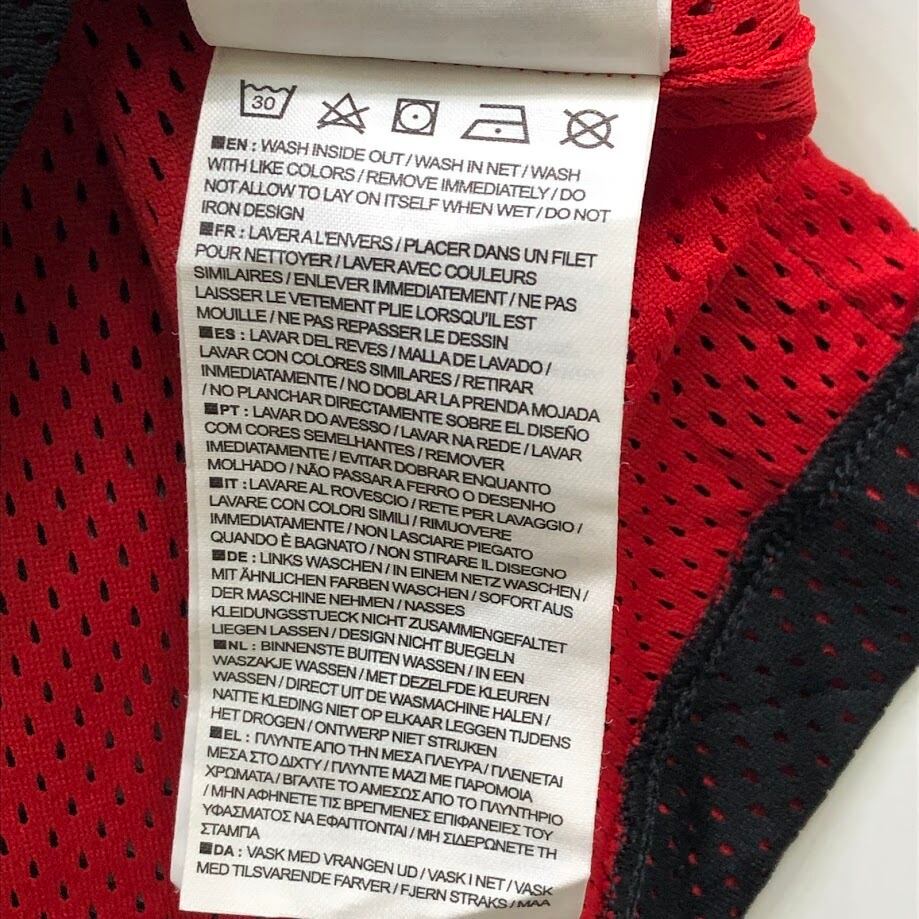 30
EN : WASH INSIDE OUT / WASH IN NET / WASH
WITH LIKE COLORS / REMOVE IMMEDIATELY / DO
NOT ALLOW TO LAY ON ITSELF WHEN WET / DO NOT
IRON DESIGN
FR : LAVER A L'ENVERS / PLACER DANS UN FILET
POUR NETTOYER / LAVER AVEC COULEURS
SIMILAIRES / ENLEVER IMMEDIATEMENT / NE PAS
LAISSER LE VETEMENT PLIE LORSQU'IL EST
MOUILLE / NE PAS REPASSER LE DESSIN
ES : LAVAR DEL REVES / MALLA DE LAVADO /
LAVAR CON COLORES SIMILARES / RETIRAR
INMEDIATAMENTE / NO DOBLAR LA PRENDA MOJADA
/ NO PLANCHAR DIRECTAMENTE SOBRE EL DISEÑO
PT : LAVAR DO AVESSO / LAVAR NA REDE / LAVAR
COM CORES SEMELHANTES / REMOVER
IMEDIATAMENTE / EVITAR DOBRAR ENQUANTO
MOLHADO / NÃO PASSAR A FERRO O DESENHO
IT : LAVARE AL ROVESCIO / RETE PER LAVAGGIO /
LAVARE CON COLORI SIMILI / RIMUOVERE
IMMEDIATAMENTE / NON LASCIARE PIEGATO
QUANDO È BAGNATO / NON STIRARE IL DISEGNO
DE : LINKS WASCHEN / IN EINEM NETZ WASCHEN /
MIT ÄHNLICHEN FARBEN WASCHEN / SOFORT AUS
DER MASCHINE NEHMEN / NASSES
KLEIDUNGSSTUECK NICHT ZUSAMMENGEFALTET
LIEGEN LASSEN / DESIGN NICHT BUEGELN
NL : BINNENSTE BUITEN WASSEN / IN EEN
WASZAKJE WASSEN / MET DEZELFDE KLEUREN
WASSEN / DIRECT UIT DE WASMACHINE HALEN /
NATTE KLEDING NIET OP ELKAAR LEGGEN TIJDENS
HET DROGEN / ONTWERP NIET STRIJKEN
EL : ΠΛΥΝΤΕ ΑΠΟ ΤΗΝ ΜΕΣΑ ΠΛΕΥΡΑ / ΠΛΕΝΕΤΑΙ
ΜΕΣΑ ΣΤΟ ΔΙΧΤΥ / ΠΛΥΝΤΕ ΜΑΖΙ ΜΕ ΠΑΡΟΜΟΙΑ
ΧΡΩΜΑΤΑ / ΒΓΑΛΤΕ ΤΟ ΑΜΕΣΩΣ ΑΠΟ ΤΟ ΠΛΥΝΤΗΡΙΟ
/ ΜΗΝ ΑΦΗΝΕΤΕ ΤΙΣ ΒΡΕΓΜΕΝΕΣ ΕΠΙΦΑΝΕΙΕΣ ΤΟΥ
ΥΦΑΣΜΑΤΟΣ ΝΑ ΕΦΑΠΤΟΝΤΑΙ / ΜΗ ΣΙΔΕΡΩΝΕΤΕ ΤΗ
ΣΤΑΜΠΑ
DA : VASK MED VRANGEN UD / VASK I NET / VASK
MED TILSVARENDE FARVER / FJERN STRAKS / MAA